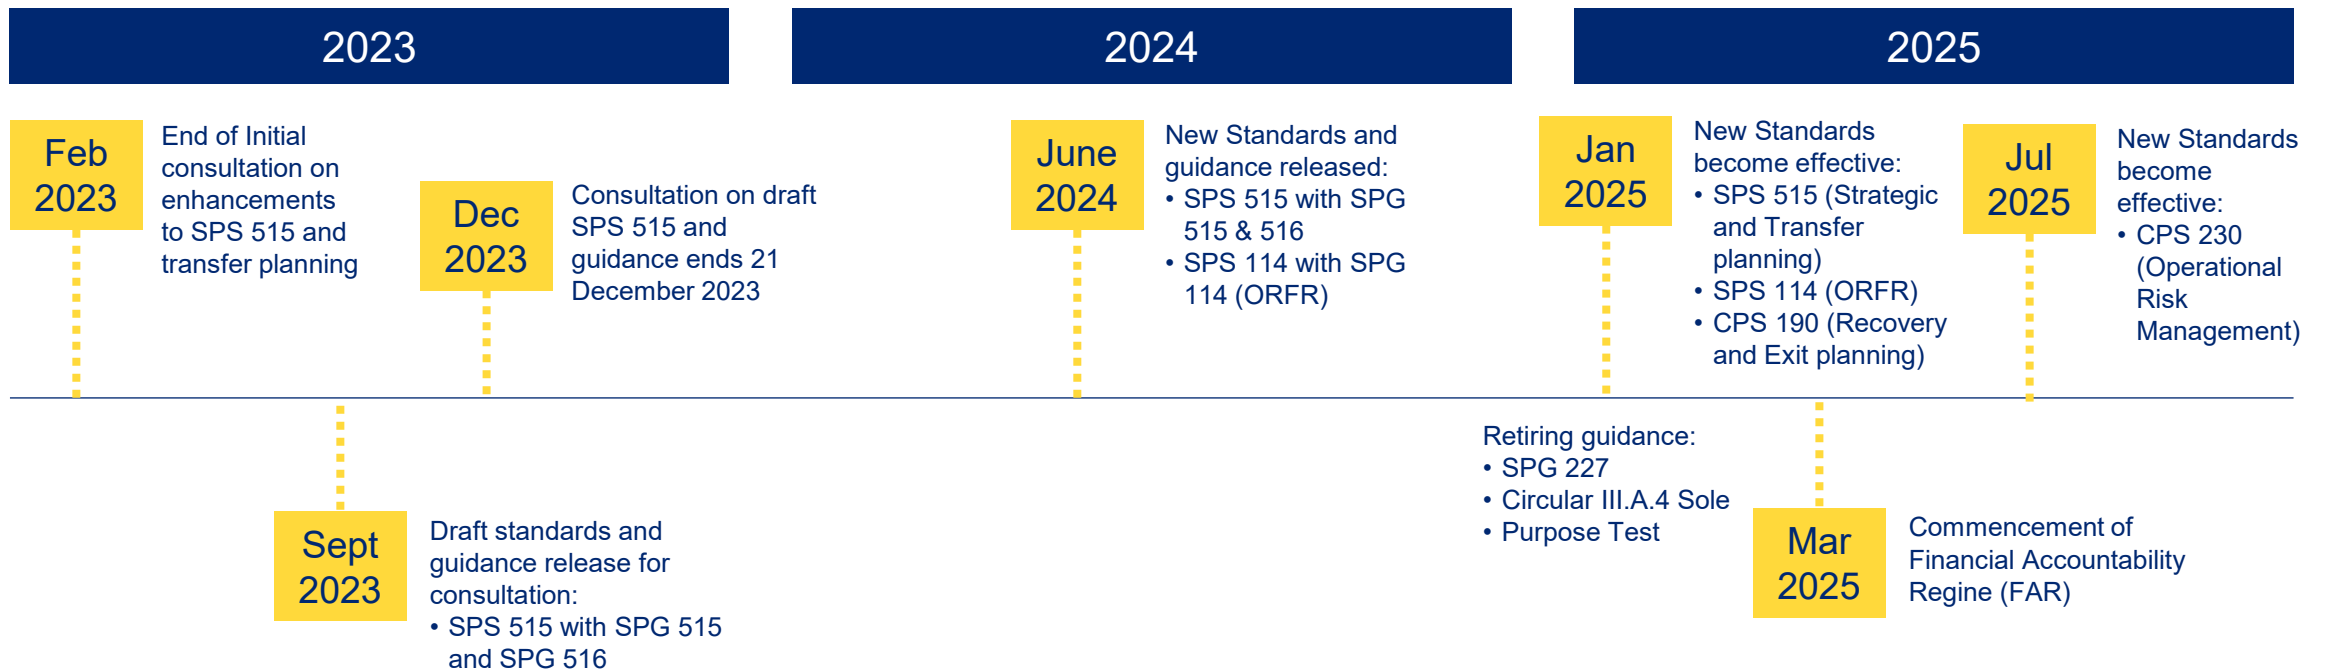 2023
2024
2025
Feb
2023
End of Initial
consultation on
enhancements
to SPS 515 and
transfer planning
Dec
2023
Consultation on draft
SPS 515 and
guidance ends 21
December 2023
June
2024
New Standards and
guidance released:
• SPS 515 with SPG
515 & 516
• SPS 114 with SPG
114 (ORFR)
Jan
2025
New Standards
become effective:
• SPS 515 (Strategic
and Transfer
planning)
• SPS 114 (ORFR)
• CPS 190 (Recovery
and Exit planning)
Jul
2025
New Standards
become
effective:
• CPS 230
(Operational
Risk
Management)
Sept
2023
Draft standards and
guidance release for
consultation:
• SPS 515 with SPG 515
and SPG 516
Retiring guidance:
• SPG 227
• Circular III.A.4 Sole
• Purpose Test
Mar
2025
Commencement of
Financial Accountability
Regine (FAR)